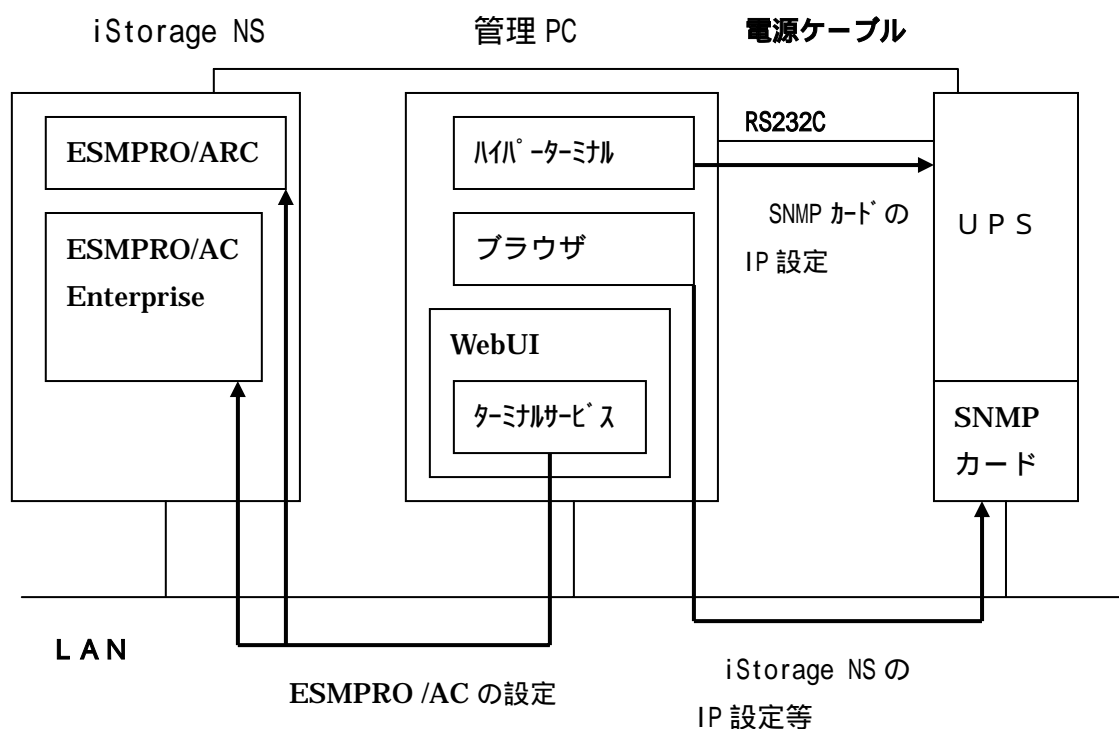 iStorage NS
管理 PC
電源ケーブル
ESMPRO/ARC
ESMPRO/AC
Enterprise
ﾊｲﾊﾟｰﾀｰﾐﾅﾙ
ブラウザ
WebUI
ﾀｰﾐﾅﾙｻｰﾋﾞｽ
RS232C
SNMP ｶｰﾄﾞの
IP 設定
ＵＰＳ
SNMP
カード
ＬＡＮ
ESMPRO /AC の設定
iStorage NS の
IP 設定等